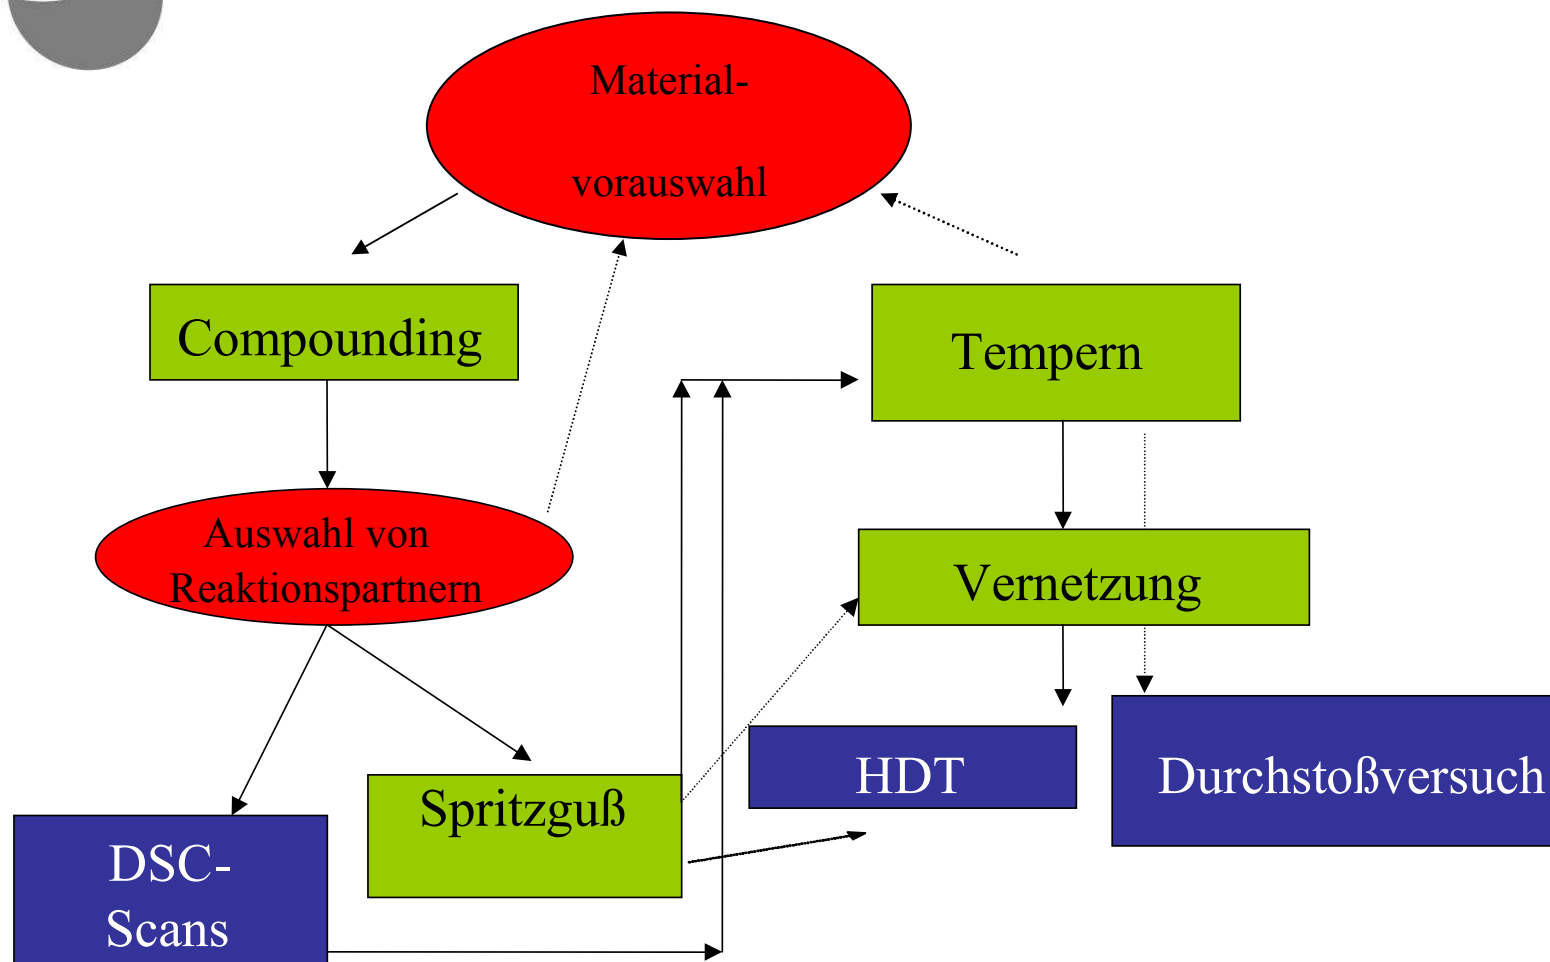 Material-
vorauswahl
Compounding
Tempern
Auswahl von
Reaktionspartnern
Vernetzung
Spritzguß
HDT
Durchstoßversuch
DSC-
Scans